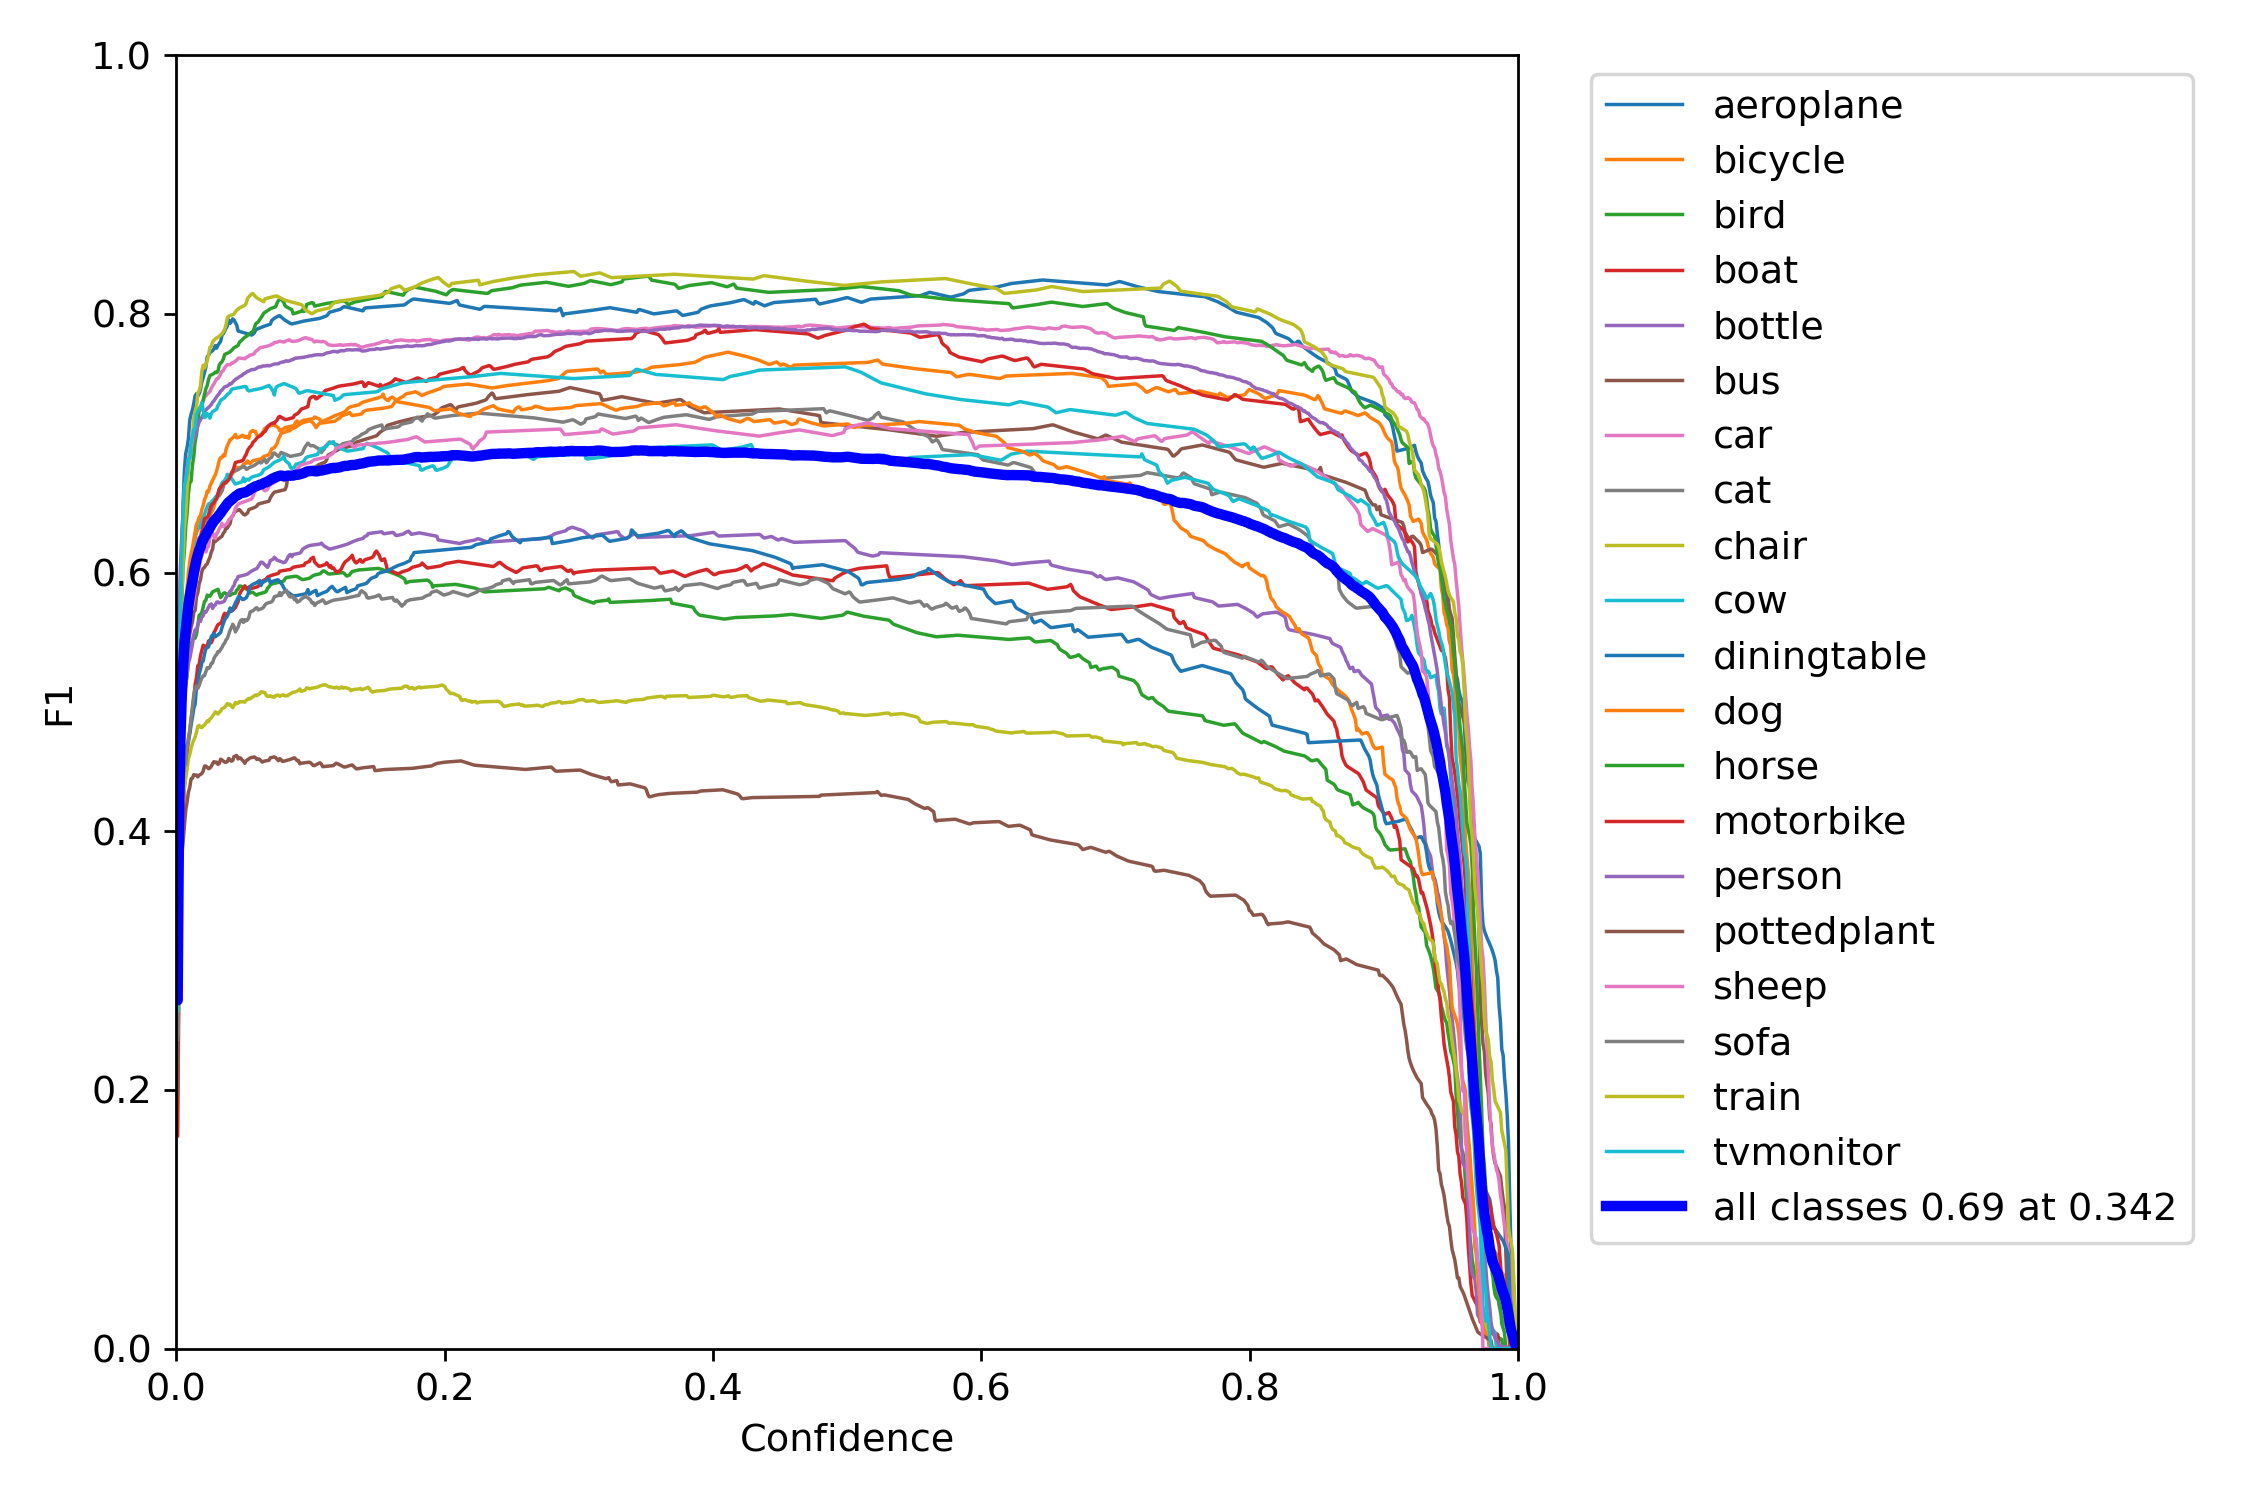 1.0
0.8
0.6
0.4
0.2
0.0
F1
0.0 0.2 0.4 0.6 0.8 1.0
Confidence
aeroplane
bicycle
bird
boat
bottle
bus
car
cat
chair
cow
diningtable
dog
horse
motorbike
person
pottedplant
sheep
sofa
train
tvmonitor
all classes 0.69 at 0.342